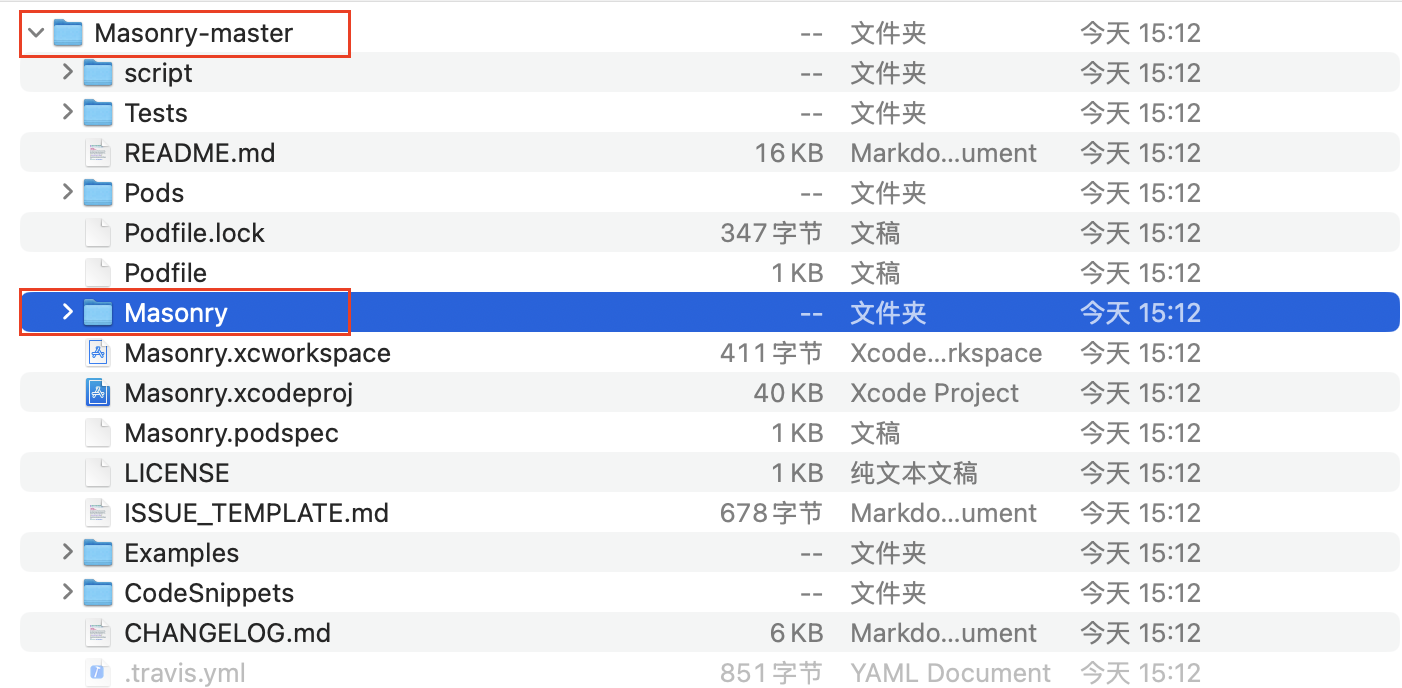 Masonry-master -- 文件夹 今天 15:12
script -- 文件夹 今天 15:12
Tests -- 文件夹 今天 15:12
README.md 16 KB Markdo...ument 今天 15:12
Pods -- 文件夹 今天 15:12
Podfile.lock 347 字节 文稿 今天 15:12
Podfile 1 KB 文稿 今天 15:12
Masonry -- 文件夹 今天 15:12
Masonry.xcworkspace 411 字节 Xcode...rkspace 今天 15:12
Masonry.xcodeproj 40 KB Xcode Project 今天 15:12
Masonry.podspec 1 KB 文稿 今天 15:12
LICENSE 1 KB 纯文本文稿 今天 15:12
ISSUE_TEMPLATE.md 678 字节 Markdo...ument 今天 15:12
Examples -- 文件夹 今天 15:12
CodeSnippets -- 文件夹 今天 15:12
CHANGELOG.md 6 KB Markdo...ument 今天 15:12
.travis.yml 851 字节 YAML Document 今天 15:12